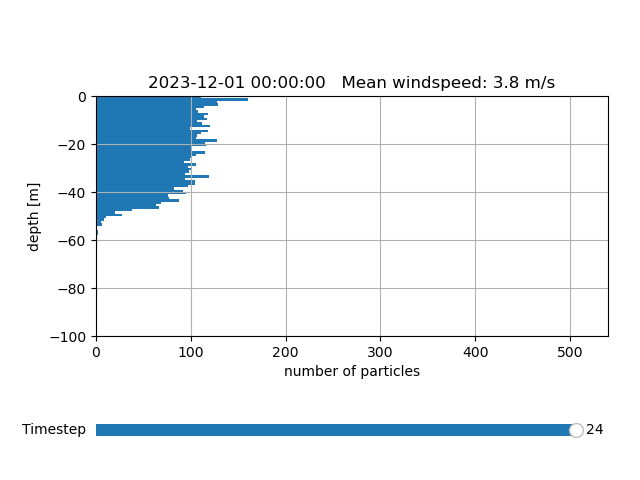 2023-12-01 00:00:00   Mean windspeed: 3.8 m/s
0
−20
−40
−60
−80
−100
depth [m]
0 100 200 300 400 500
number of particles
Timestep 24